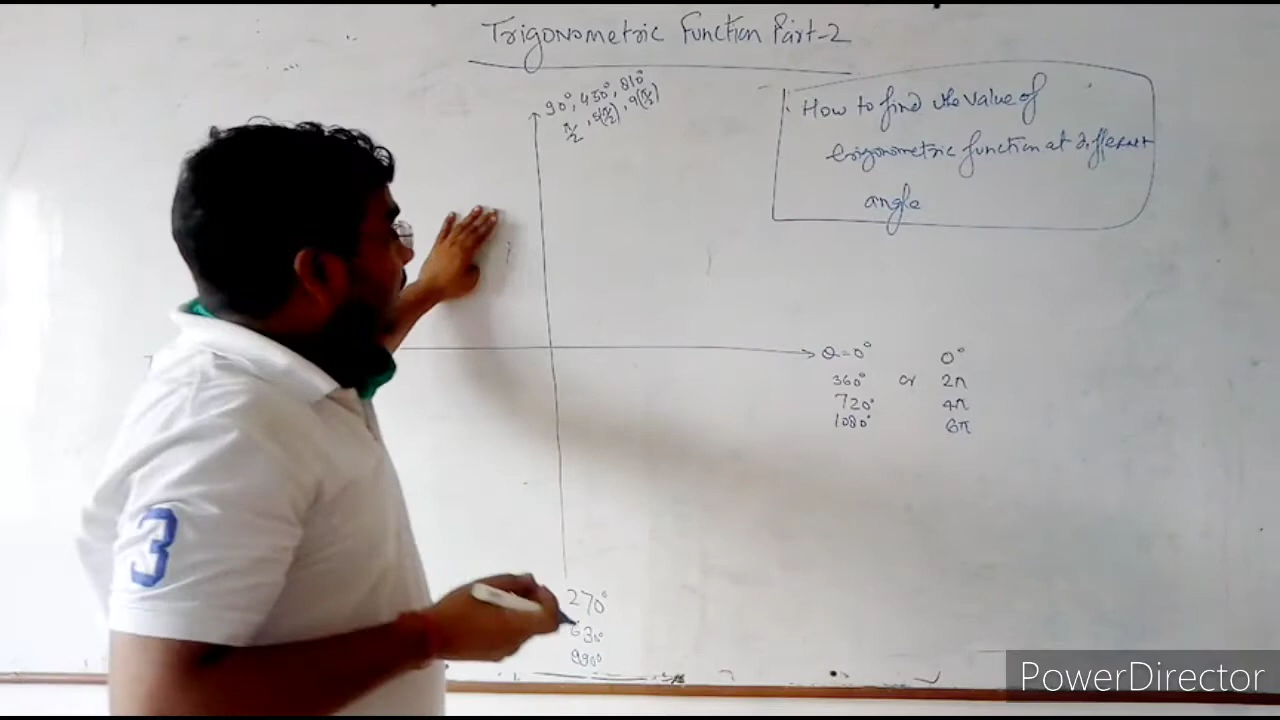 Trigonometric Function Part-2
90°, 450°, 810°
π/2, 5(π/2), 9(π/2)
How to find the value of
trigonometric function at different
angle
θ=0° 0°
360° or 2π
720° 4π
1080° 6π
3
270°
630°
990°
PowerDirector